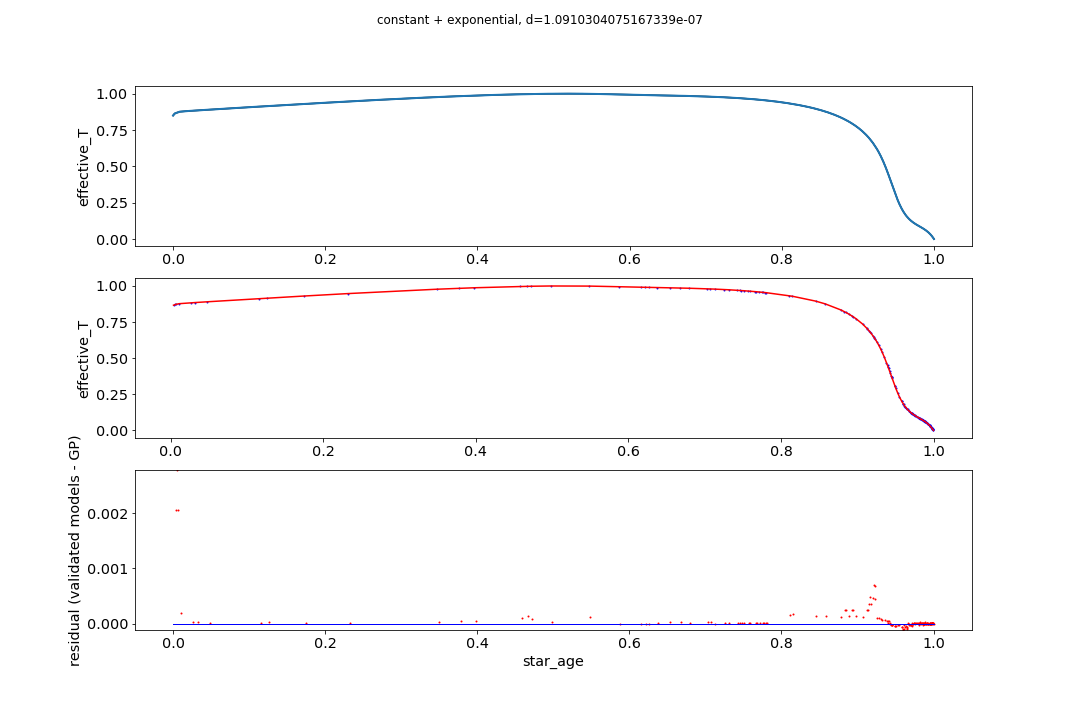 constant + exponential, d=1.0910304075167339e-07
effective_T
1.00
0.75
0.50
0.25
0.00
0.0 0.2 0.4 0.6 0.8 1.0
effective_T
1.00
0.75
0.50
0.25
0.00
0.0 0.2 0.4 0.6 0.8 1.0
residual (validated models - GP)
0.002
0.001
0.000
0.0 0.2 0.4 0.6 0.8 1.0
star_age